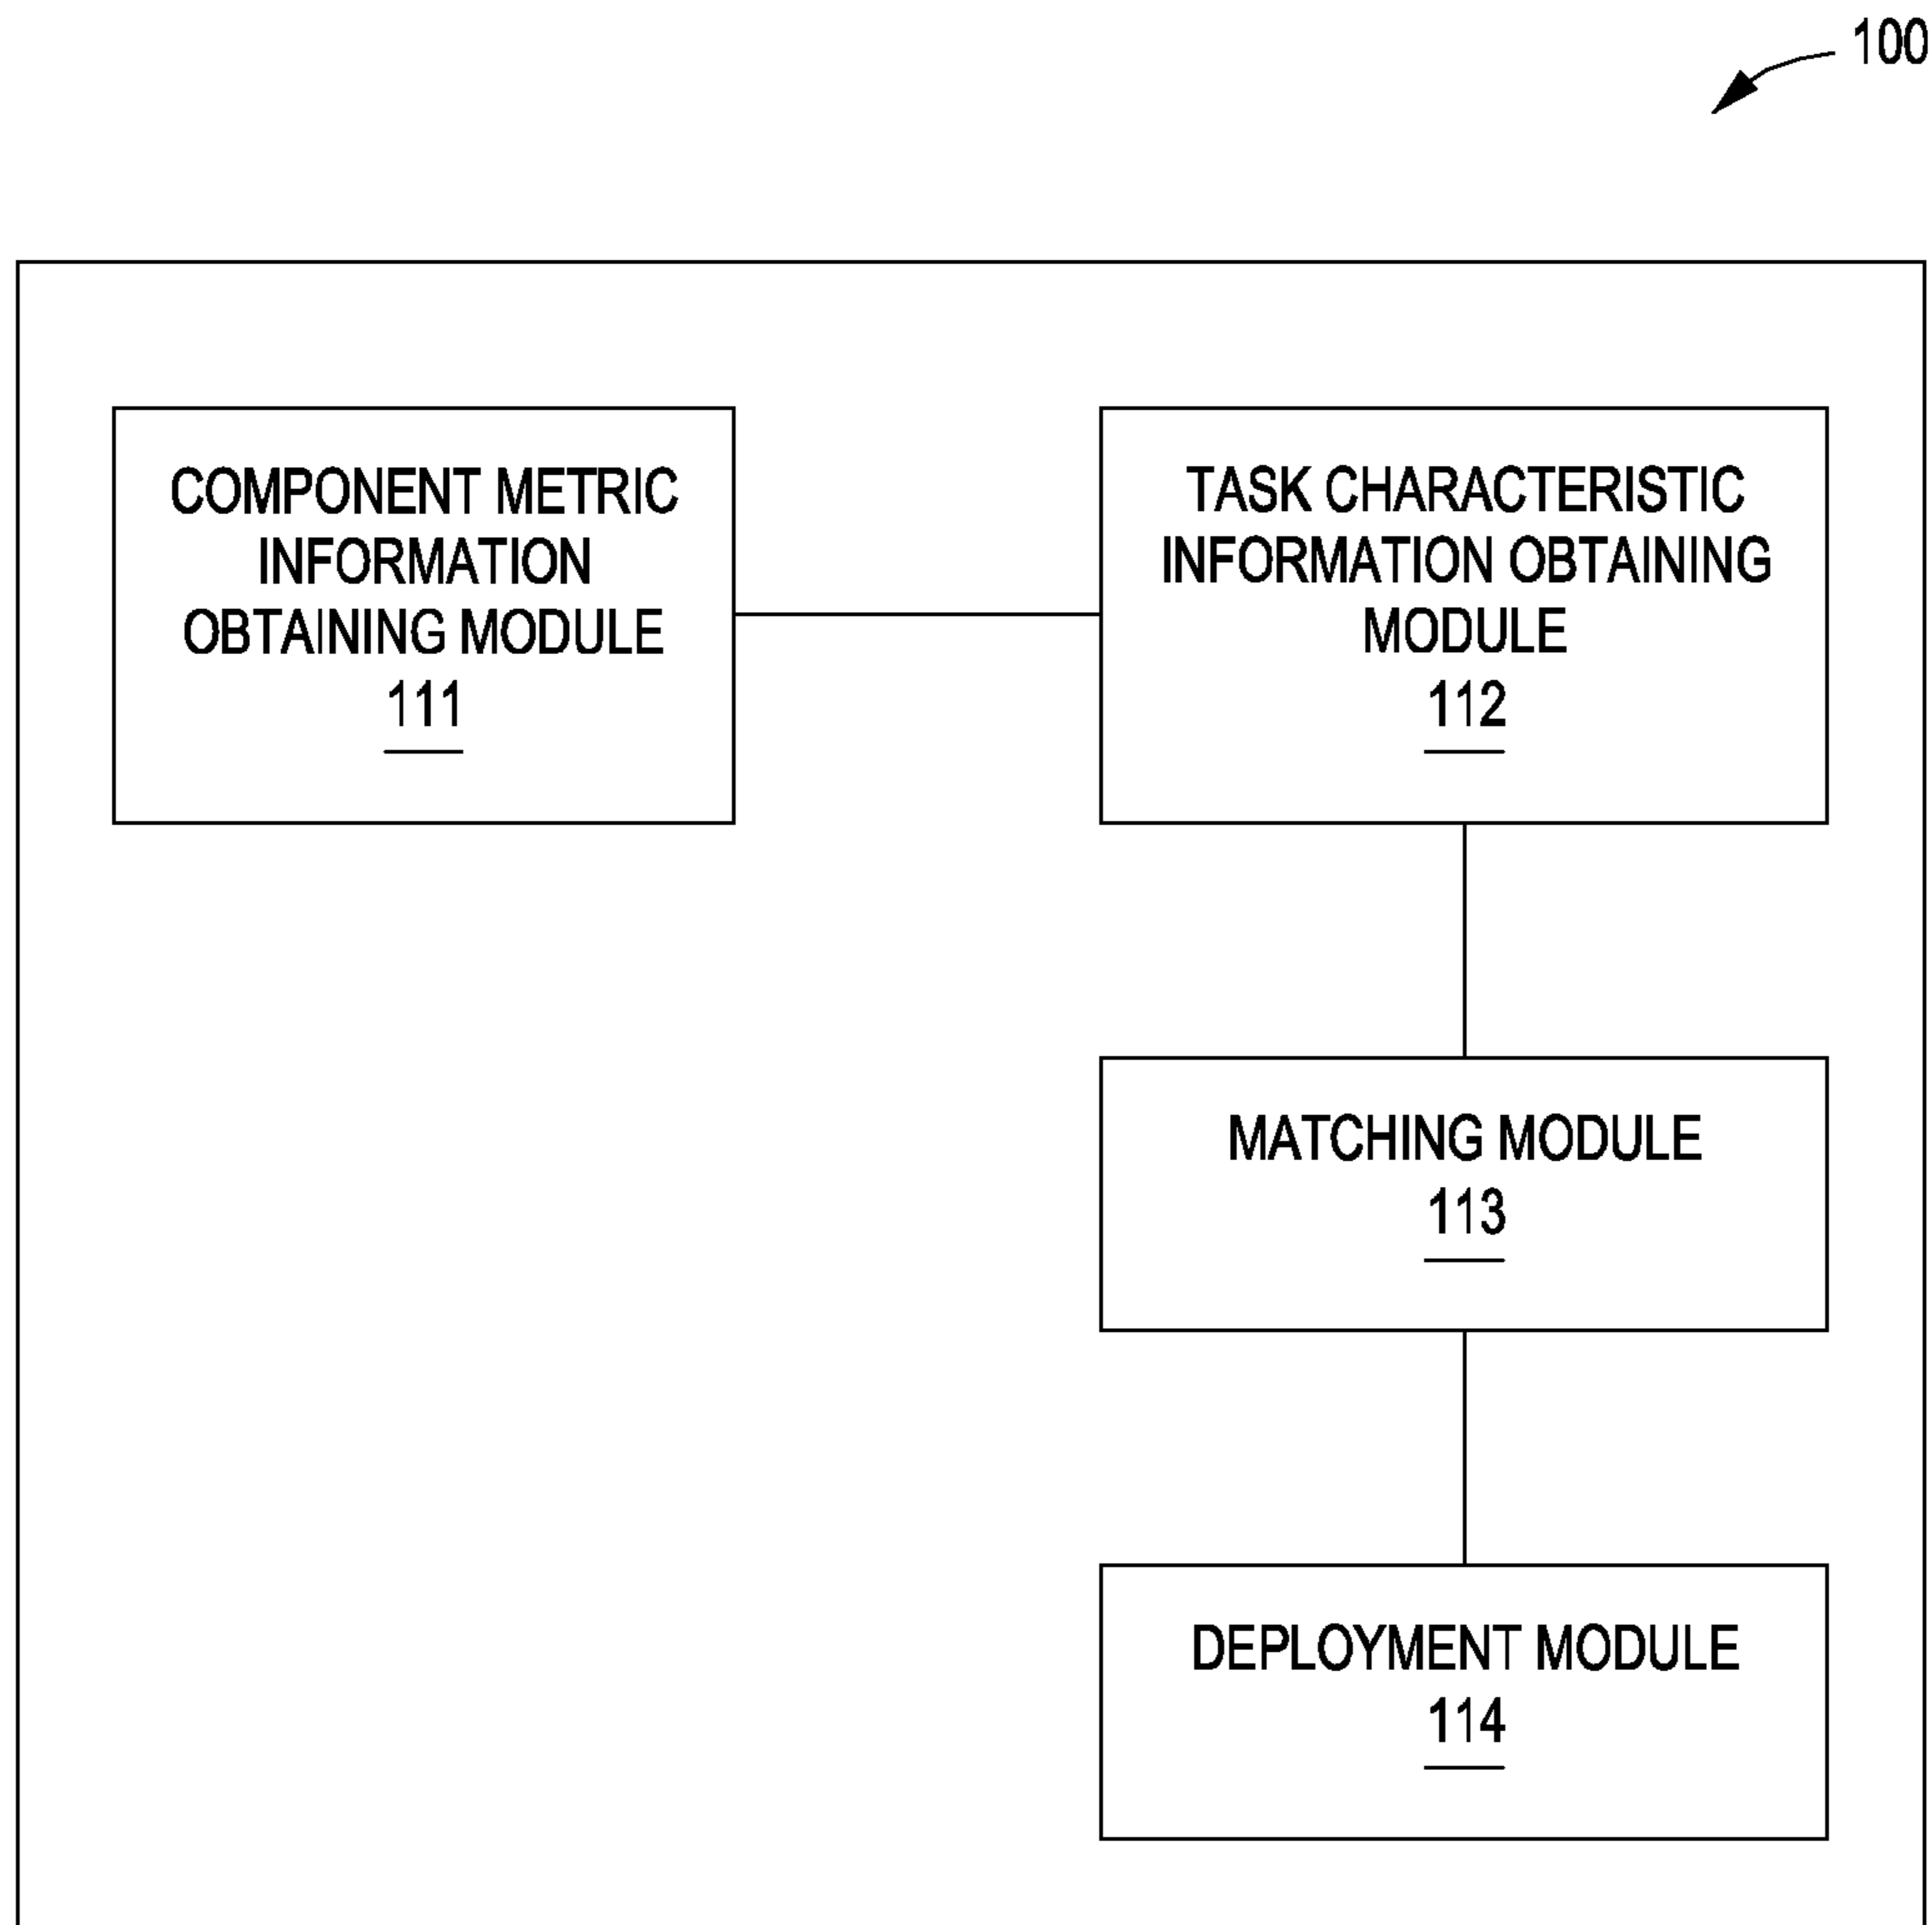 100
COMPONENT METRIC
INFORMATION
OBTAINING MODULE
111
TASK CHARACTERISTIC
INFORMATION OBTAINING
MODULE
112
MATCHING MODULE
113
DEPLOYMENT MODULE
114